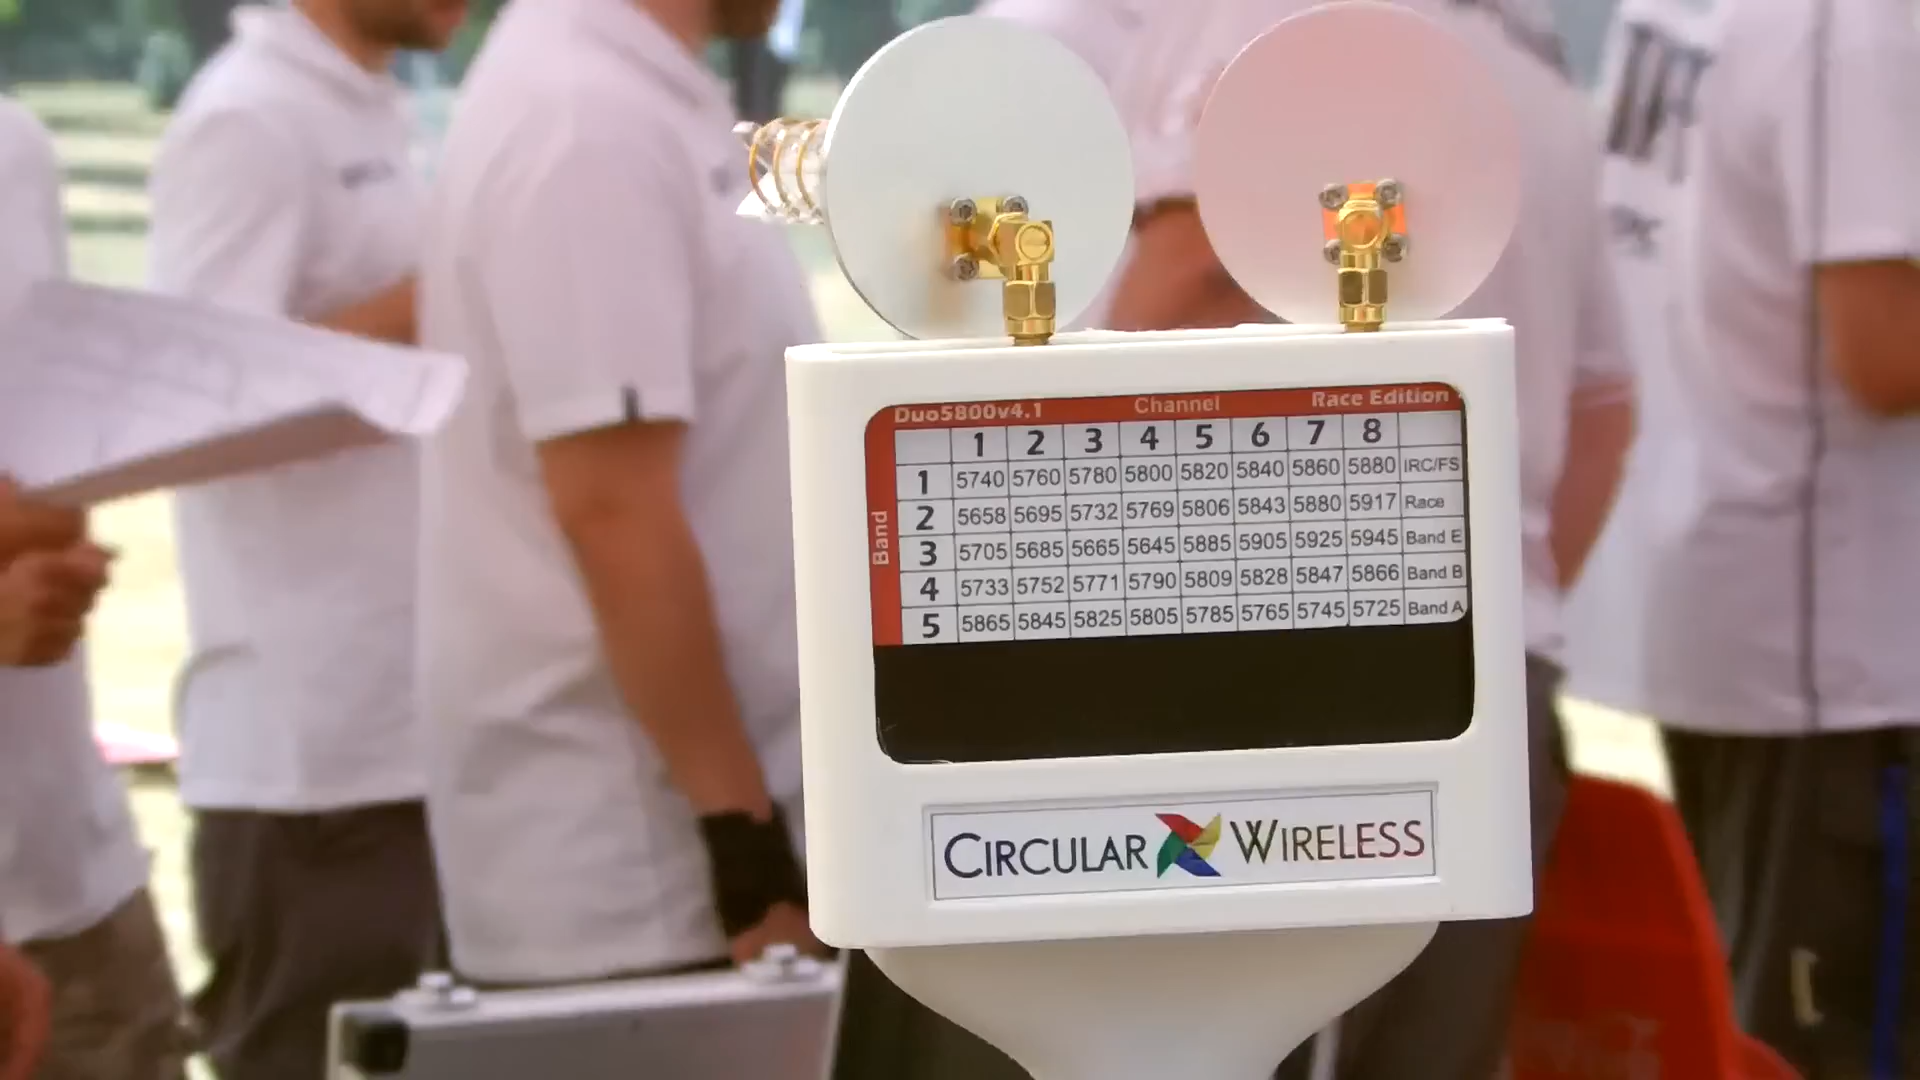 Duo5800v4.1 Channel Race Edition
1 2 3 4 5 6 7 8
Band
1 5740 5760 5780 5800 5820 5840 5860 5880 IRC/FS
2 5658 5695 5732 5769 5806 5843 5880 5917 Race
3 5705 5685 5665 5645 5885 5905 5925 5945 Band E
4 5733 5752 5771 5790 5809 5828 5847 5866 Band B
5 5865 5845 5825 5805 5785 5765 5745 5725 Band A
CIRCULAR WIRELESS